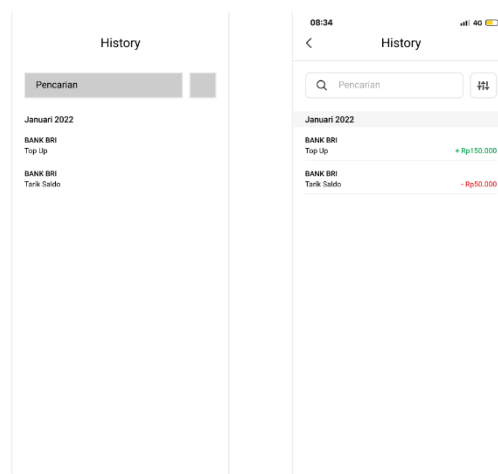 History
Pencarian
Januari 2022
BANK BRI
Top Up
BANK BRI
Tarik Saldo
08:34
4G
History
Pencarian
Januari 2022
BANK BRI
Top Up
+ Rp150.000
BANK BRI
Tarik Saldo
- Rp50.000